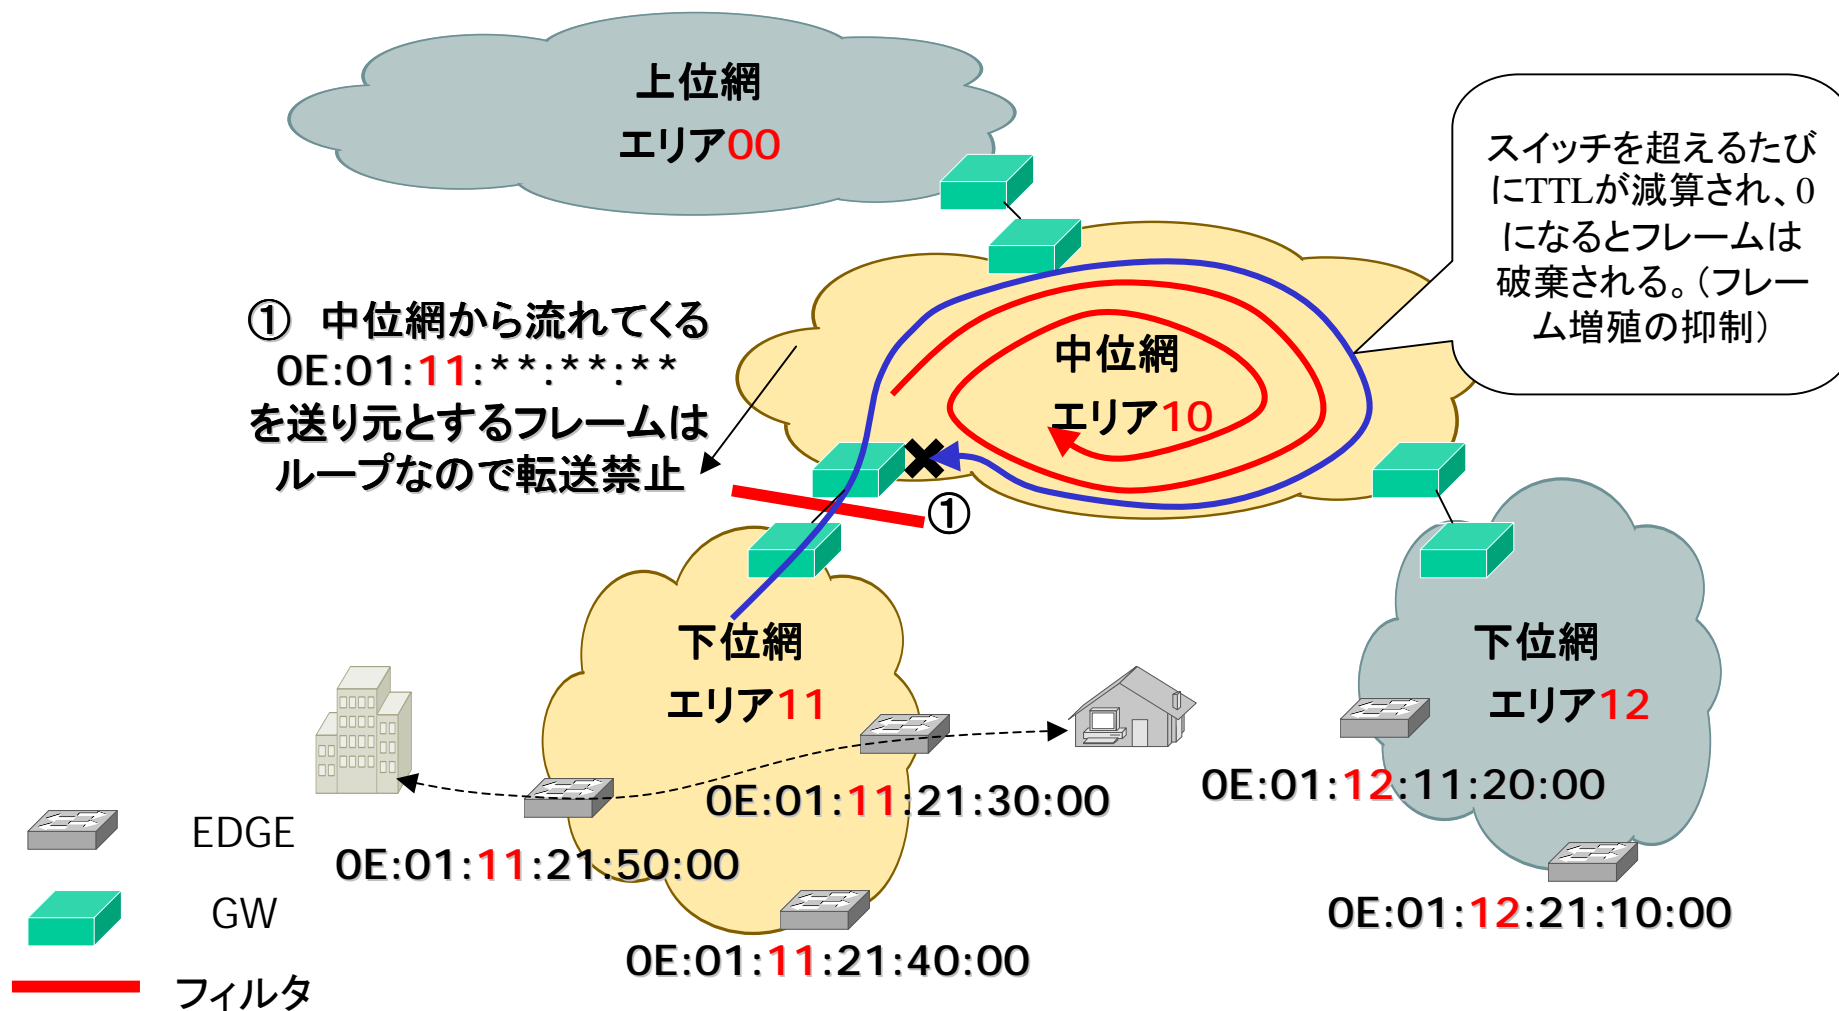 上位網
エリア00
スイッチを超えるたび
にTTLが減算され、0
になるとフレームは
破棄される。（フレー
ム増殖の抑制）
① 中位網から流れてくる
0E:01:11:**:**:**
を送り元とするフレームは
ループなので転送禁止
中位網
エリア10
①
下位網
エリア11
下位網
エリア12
0E:01:11:21:30:00
0E:01:12:11:20:00
EDGE
0E:01:11:21:50:00
GW
0E:01:12:21:10:00
0E:01:11:21:40:00
フィルタ